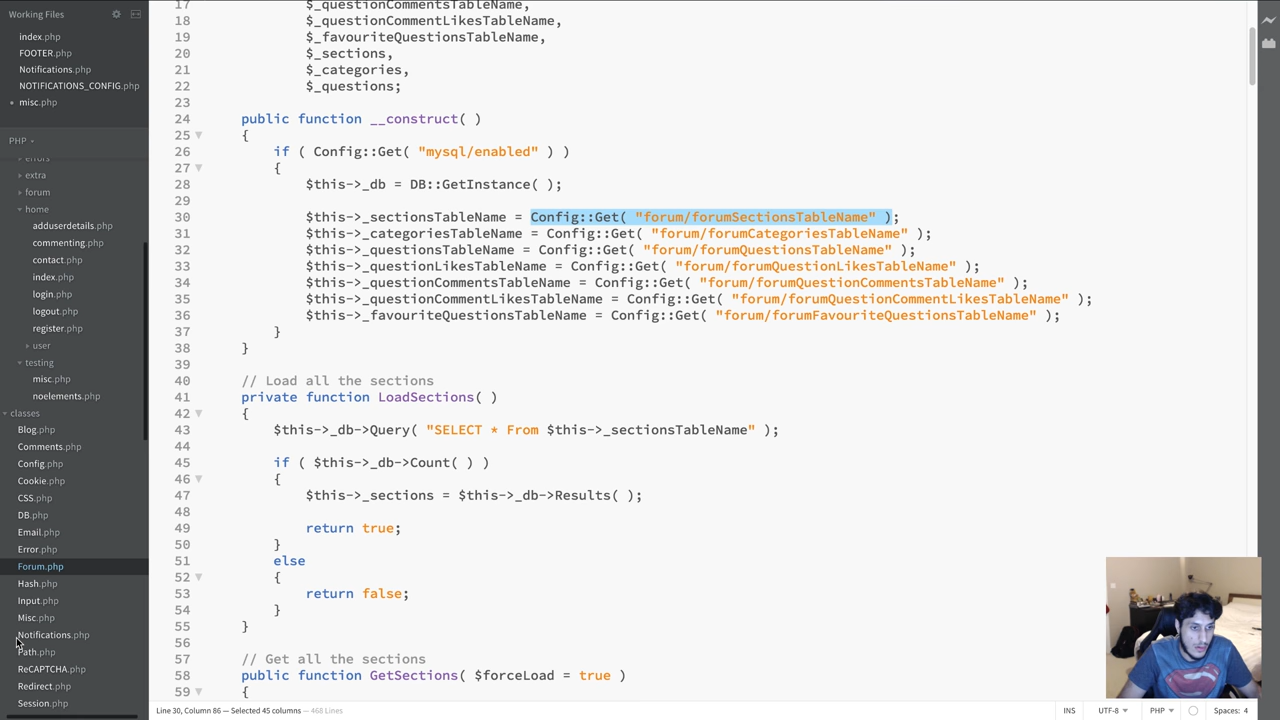 Working Files
index.php
FOOTER.php
Notifications.php
NOTIFICATIONS_CONFIG.php
misc.php
PHP
errors
extra
forum
home
adduserdetails.php
commenting.php
contact.php
index.php
login.php
logout.php
register.php
user
testing
misc.php
noelements.php
classes
Blog.php
Comments.php
Config.php
Cookie.php
CSS.php
DB.php
Email.php
Error.php
Forum.php
Hash.php
Input.php
Misc.php
Notifications.php
Path.php
ReCAPTCHA.php
Redirect.php
Session.php
17 $_questionCommentsTableName,
18 $_questionCommentLikesTableName,
19 $_favouriteQuestionsTableName,
20 $_sections,
21 $_categories,
22 $_questions;
23
24 public function __construct( )
25 {
26 if ( Config::Get( "mysql/enabled" ) )
27 {
28 $this->_db = DB::GetInstance( );
29
30 $this->_sectionsTableName = Config::Get( "forum/forumSectionsTableName" );
31 $this->_categoriesTableName = Config::Get( "forum/forumCategoriesTableName" );
32 $this->_questionsTableName = Config::Get( "forum/forumQuestionsTableName" );
33 $this->_questionLikesTableName = Config::Get( "forum/forumQuestionLikesTableName" );
34 $this->_questionCommentsTableName = Config::Get( "forum/forumQuestionCommentsTableName" );
35 $this->_questionCommentLikesTableName = Config::Get( "forum/forumQuestionCommentLikesTableName" );
36 $this->_favouriteQuestionsTableName = Config::Get( "forum/forumFavouriteQuestionsTableName" );
37 }
38 }
39
40 // Load all the sections
41 private function LoadSections( )
42 {
43 $this->_db->Query( "SELECT * From $this->_sectionsTableName" );
44
45 if ( $this->_db->Count( ) )
46 {
47 $this->_sections = $this->_db->Results( );
48
49 return true;
50 }
51 else
52 {
53 return false;
54 }
55 }
56
57 // Get all the sections
58 public function GetSections( $forceLoad = true )
59 {
Line 30, Column 86 — Selected 45 columns — 468 Lines
INS UTF-8 PHP Spaces: 4